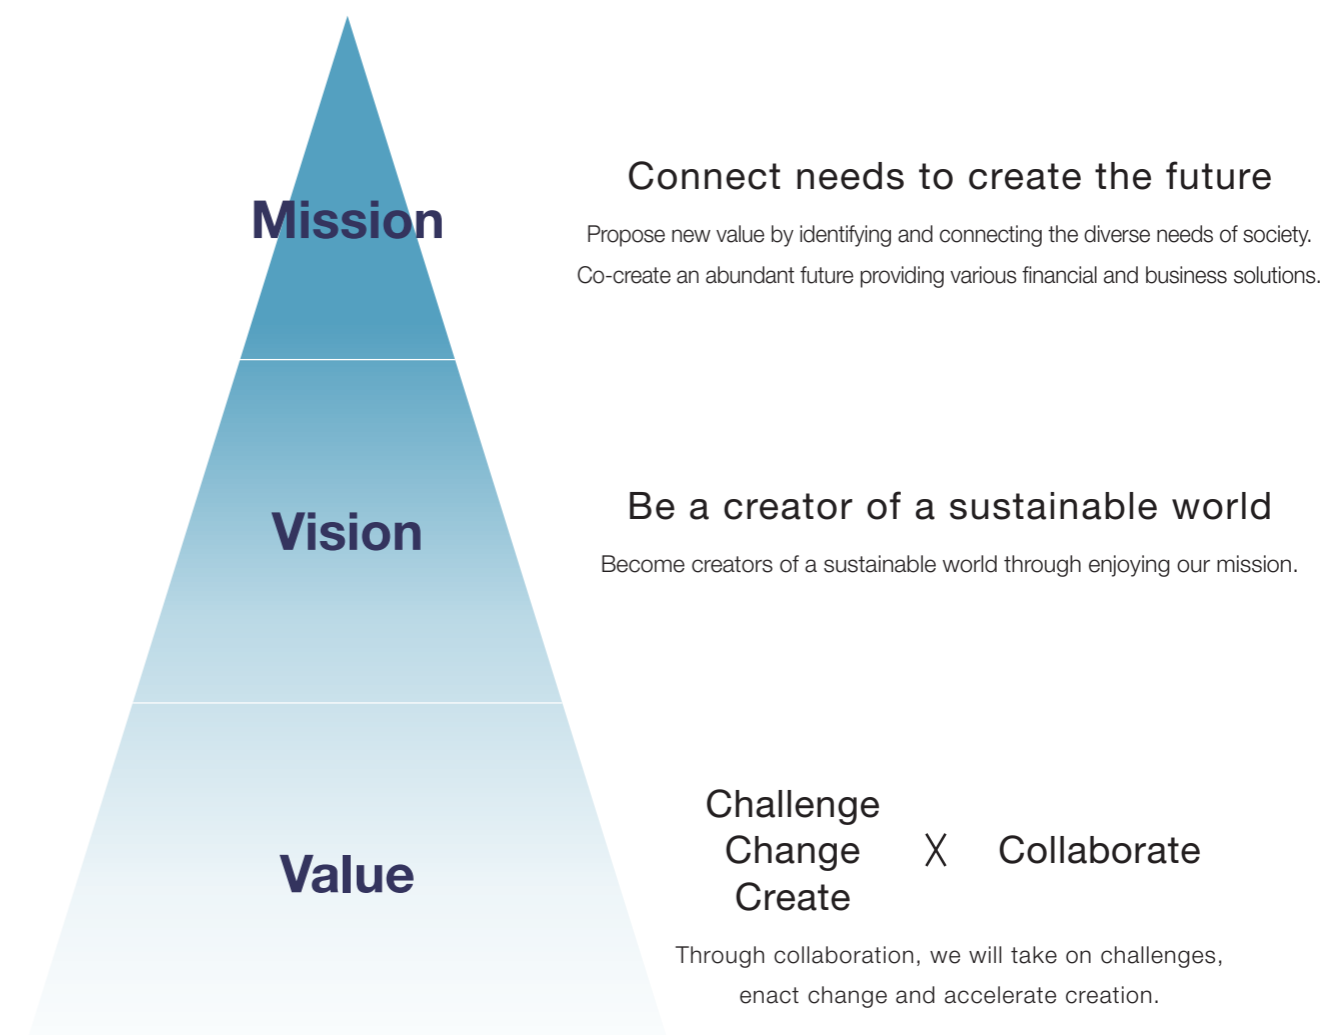 Mission
Connect needs to create the future
Propose new value by identifying and connecting the diverse needs of society.
Co-create an abundant future providing various financial and business solutions.
Vision
Be a creator of a sustainable world
Become creators of a sustainable world through enjoying our mission.
Value
Challenge
Change X Collaborate
Create
Through collaboration, we will take on challenges,
enact change and accelerate creation.